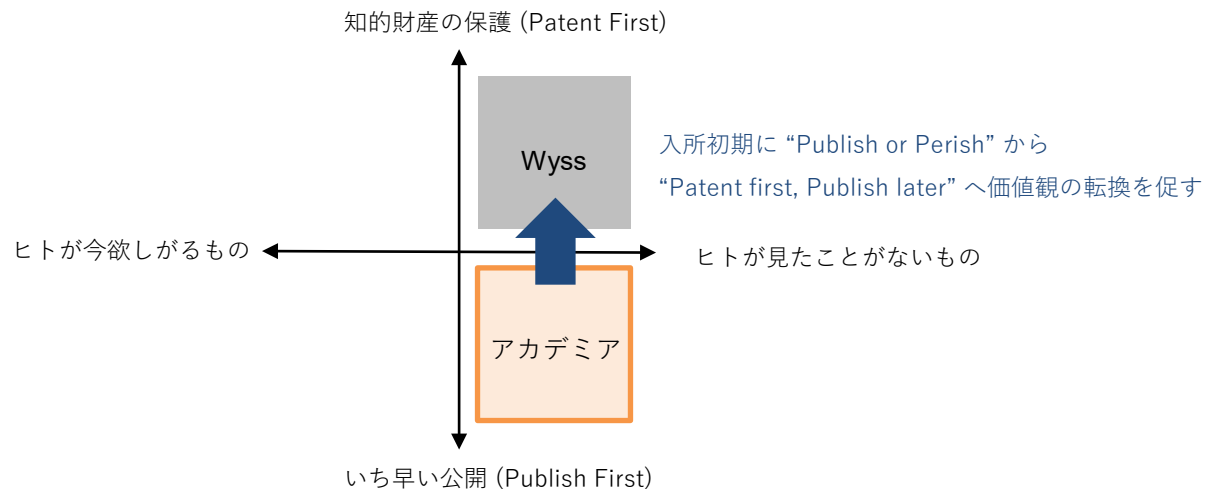 知的財産の保護 (Patent First)
Wyss
入所初期に “Publish or Perish” から
“Patent first, Publish later” へ価値観の転換を促す
ヒトが今欲しがるもの
ヒトが見たことがないもの
アカデミア
いち早い公開 (Publish First)